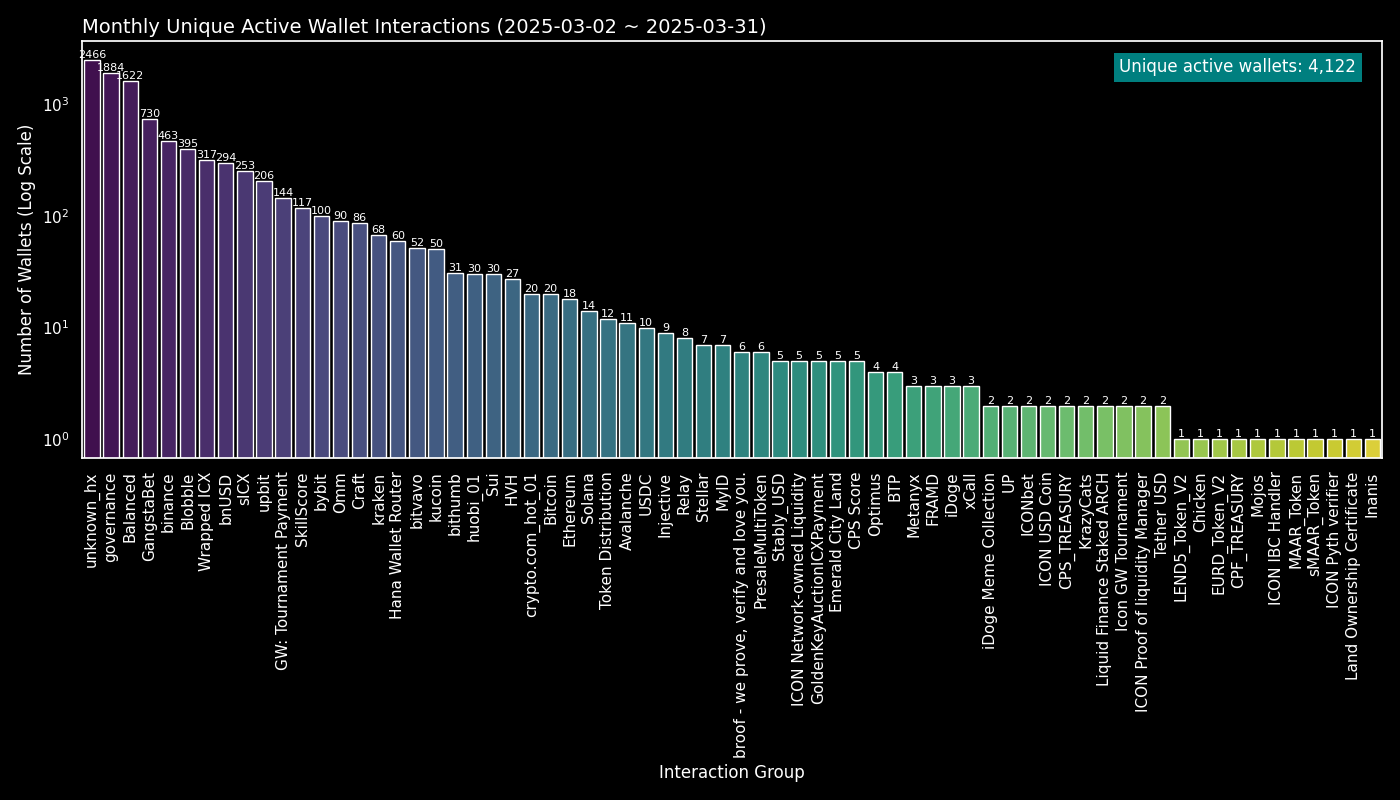 Monthly Unique Active Wallet Interactions (2025-03-02 ~ 2025-03-31)
Unique active wallets: 4,122
Number of Wallets (Log Scale)
10³
10²
10¹
10⁰
2466
1884
1622
730
463
395
317
294
253
206
144
117
100
90
86
68
60
52
50
31
30
30
27
20
20
18
14
12
11
10
9
8
7
7
6
6
5
5
5
5
5
4
4
3
3
3
3
2
2
2
2
2
2
2
2
2
2
1
1
1
1
1
1
1
1
1
1
1
unknown_hx
governance
Balanced
GangstaBet
binance
Blobble
Wrapped ICX
bnUSD
sICX
upbit
GW: Tournament Payment
SkillScore
bybit
Omm
Craft
kraken
Hana Wallet Router
bitvavo
kucoin
bithumb
huobi_01
Sui
HVH
crypto.com_hot_01
Bitcoin
Ethereum
Solana
Token Distribution
Avalanche
USDC
Injective
Relay
Stellar
MyID
broof - we prove, verify and love you.
PresaleMultiToken
Stably_USD
ICON Network-owned Liquidity
GoldenKeyAuctionICXPayment
Emerald City Land
CPS Score
Optimus
BTP
Metanyx
FRAMD
iDoge
xCall
iDoge Meme Collection
UP
ICONbet
ICON USD Coin
CPS_TREASURY
KrazyCats
Liquid Finance Staked ARCH
Icon GW Tournament
ICON Proof of liquidity Manager
Tether USD
LEND5_Token_V2
Chicken
EURD_Token_V2
CPF_TREASURY
Mojos
ICON IBC Handler
MAAR_Token
sMAAR_Token
ICON Pyth verifier
Land Ownership Certificate
Inanis
Interaction Group